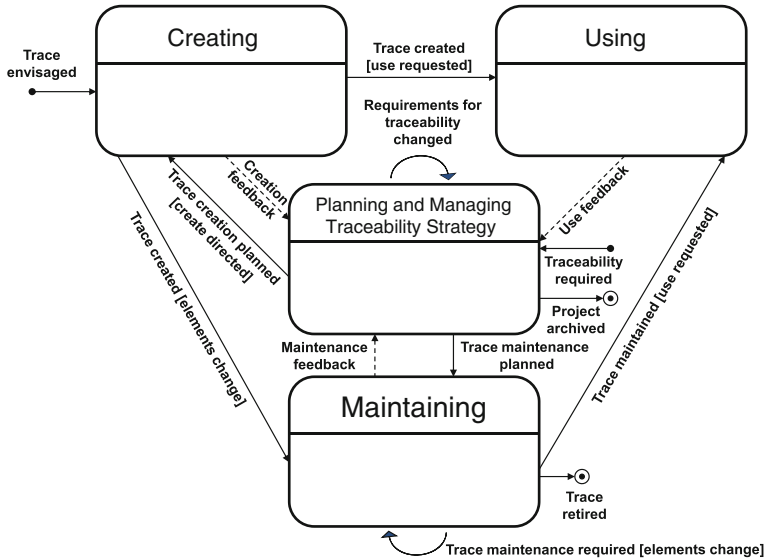 Creating
Using
Trace
envisaged
Trace created
[use requested]
Requirements for
traceability
changed
Creation
feedback
Trace creation planned
[create directed]
Use feedback
Planning and Managing
Traceability Strategy
Traceability
required
Project
archived
Trace created [elements change]
Trace maintained [use requested]
Maintenance
feedback
Trace maintenance
planned
Maintaining
Trace
retired
Trace maintenance required [elements change]